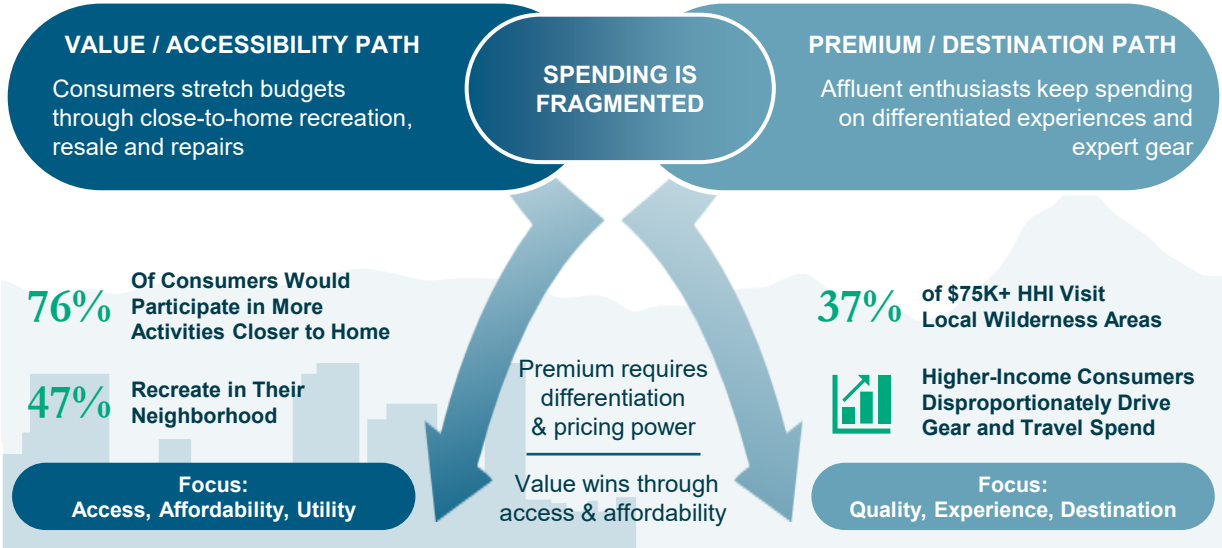 VALUE / ACCESSIBILITY PATH
Consumers stretch budgets
through close-to-home recreation,
resale and repairs
SPENDING IS
FRAGMENTED
PREMIUM / DESTINATION PATH
Affluent enthusiasts keep spending
on differentiated experiences and
expert gear
76%
Of Consumers Would
Participate in More
Activities Closer to Home
47%
Recreate in Their
Neighborhood
Focus:
Access, Affordability, Utility
Premium requires
differentiation
& pricing power
Value wins through
access & affordability
37%
of $75K+ HHI Visit
Local Wilderness Areas
Higher-Income Consumers
Disproportionately Drive
Gear and Travel Spend
Focus:
Quality, Experience, Destination